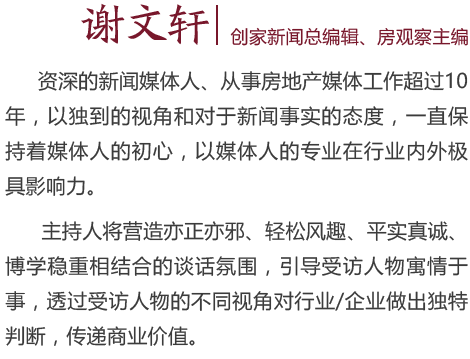 谢文轩｜创家新闻总编辑、房观察主编
资深的新闻媒体人、从事房地产媒体工作超过10
年，以独到的视角和对于新闻事实的态度，一直保
持着媒体人的初心，以媒体人的专业在行业内外极
具影响力。
主持人将营造亦正亦邪、轻松风趣、平实真诚、
博学稳重相结合的谈话氛围，引导受访人物寓情于
事，透过受访人物的不同视角对行业/企业做出独特
判断，传递商业价值。